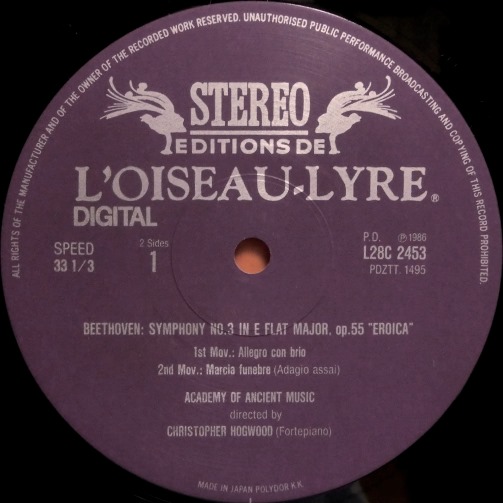 ALL RIGHTS OF THE MANUFACTURER AND OF THE OWNER OF THE RECORDED WORK RESERVED. UNAUTHORISED PUBLIC PERFORMANCE BROADCASTING AND COPYING OF THIS RECORD PROHIBITED.
STEREO
EDITIONS DE
L'OISEAU-LYRE®
DIGITAL
SPEED
33 1/3
2 Sides
1
P.D. ℗1986
L28C 2453
PDZTT. 1495
BEETHOVEN: SYMPHONY NO.3 IN E FLAT MAJOR, op.55 "EROICA"
1st Mov.: Allegro con brio
2nd Mov.: Marcia funebre (Adagio assai)
ACADEMY OF ANCIENT MUSIC
directed by
CHRISTOPHER HOGWOOD (Fortepiano)
MADE IN JAPAN POLYDOR K.K.